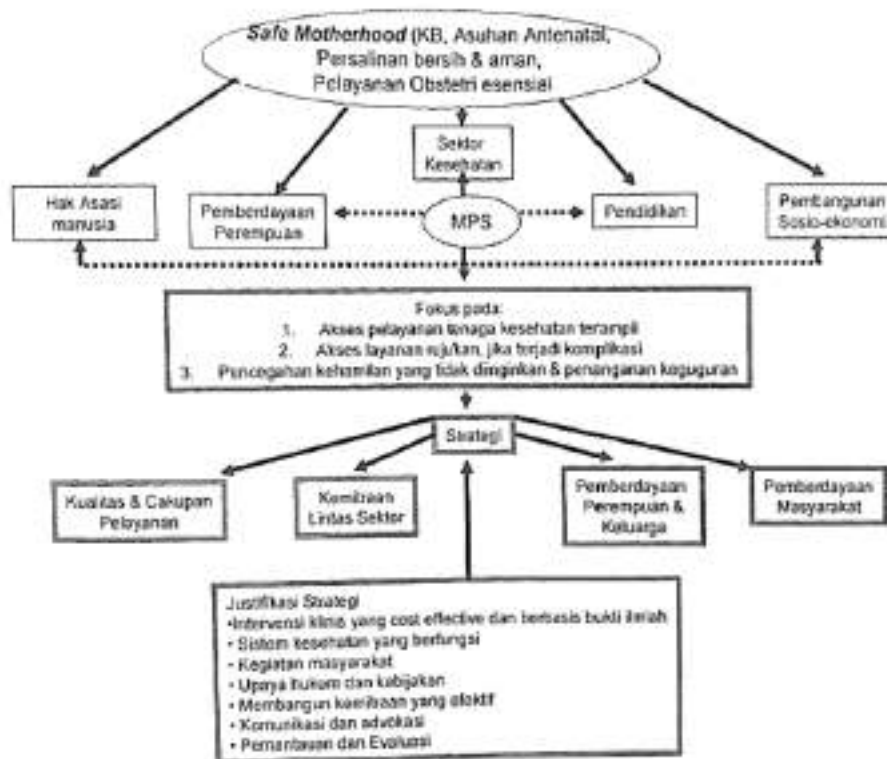 Safe Motherhood (KB, Asuhan Antenatal,
Persalinan bersih & aman,
Pelayanan Obstetri esensial
Sektor
Kesehatan
Hak Asasi
manusia
Pemberdayaan
Perempuan
MPS
Pendidikan
Pembangunan
Sosio-ekonomi
Fokus pada:
1. Akses pelayanan tenaga kesehatan terampil
2. Akses layanan rujukan, jika terjadi komplikasi
3. Pencegahan kehamilan yang tidak diinginkan & penanganan keguguran
Strategi
Kualitas & Cakupan
Pelayanan
Kemitraan
Lintas Sektor
Pemberdayaan
Perempuan &
Keluarga
Pemberdayaan
Masyarakat
Justifikasi Strategi
•Intervensi klinis yang cost effective dan berbasis bukti ilmiah
• Sistem kesehatan yang berfungsi
• Kegiatan masyarakat
• Upaya hukum dan kebijakan
• Membangun kemitraan yang efektif
• Komunikasi dan advokasi
• Pemantauan dan Evaluasi